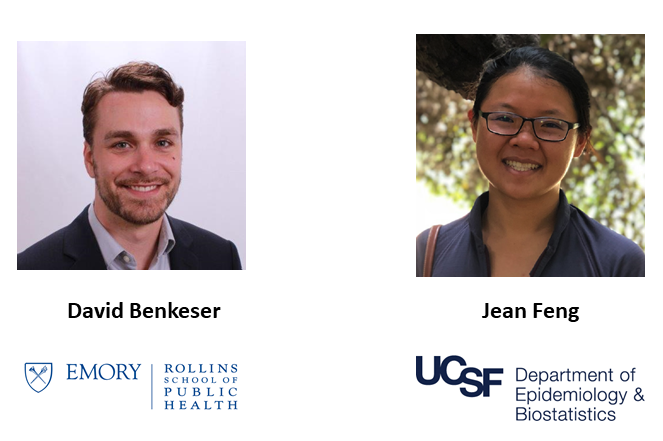 David Benkeser
Jean Feng
EMORY
ROLLINS
SCHOOL OF
PUBLIC
HEALTH
UCSF
Department of
Epidemiology &
Biostatistics